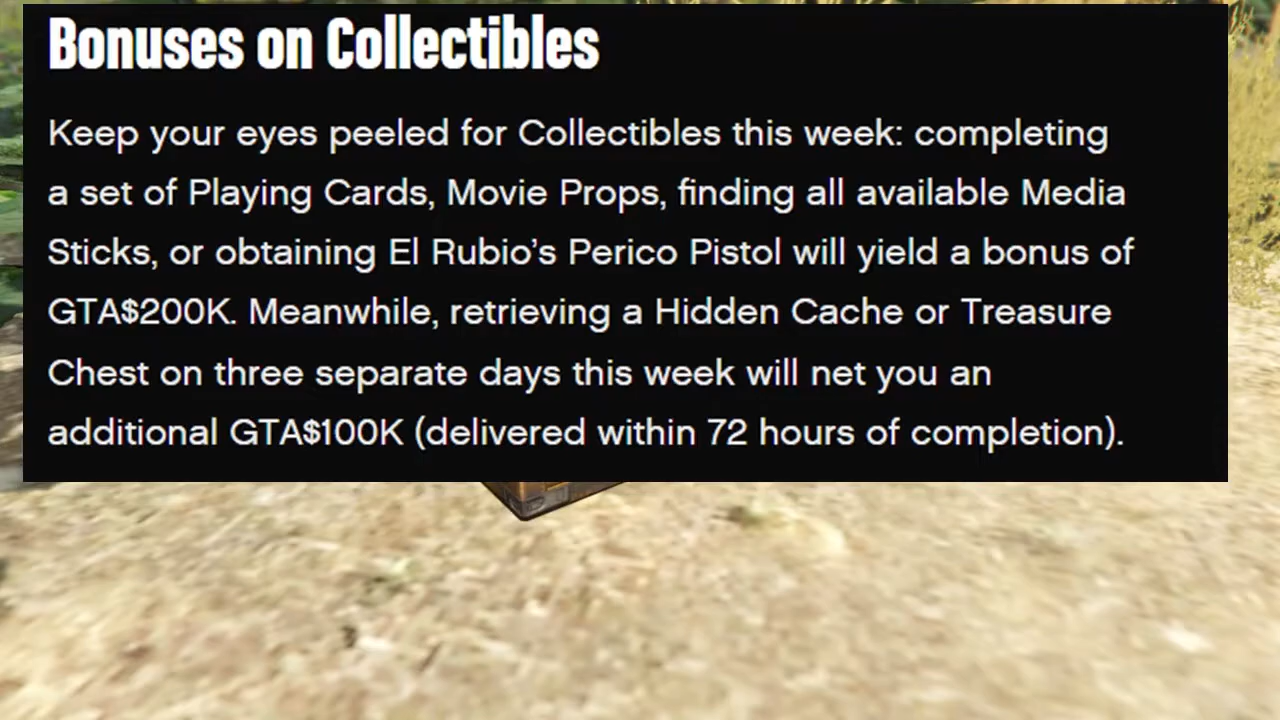 Bonuses on Collectibles
Keep your eyes peeled for Collectibles this week: completing
a set of Playing Cards, Movie Props, finding all available Media
Sticks, or obtaining El Rubio’s Perico Pistol will yield a bonus of
GTA$200K. Meanwhile, retrieving a Hidden Cache or Treasure
Chest on three separate days this week will net you an
additional GTA$100K (delivered within 72 hours of completion).